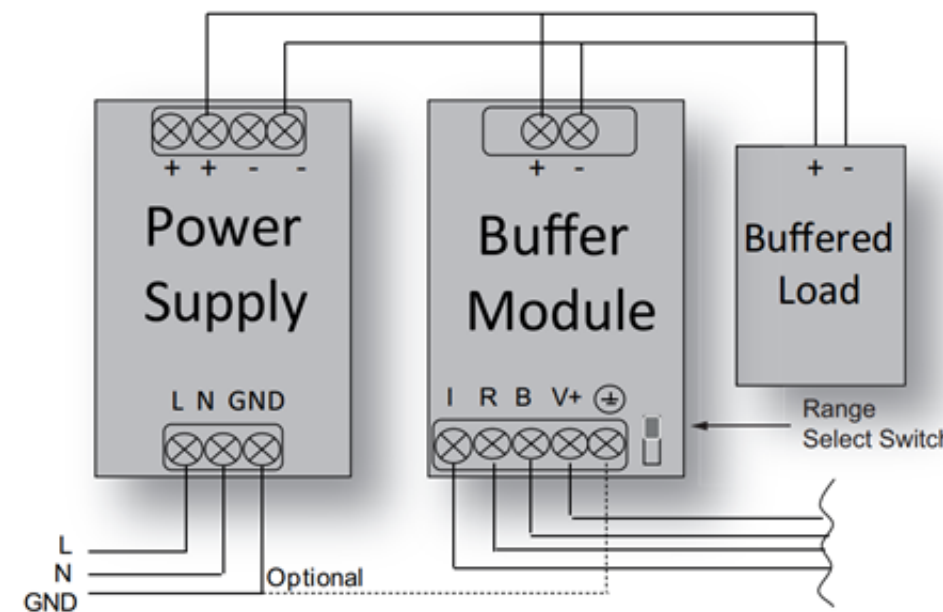 + + - -
Power
Supply
L N GND
+ -
Buffer
Module
I R B V+
+ -
Buffered
Load
Range
Select Switch
L
N
GND
Optional